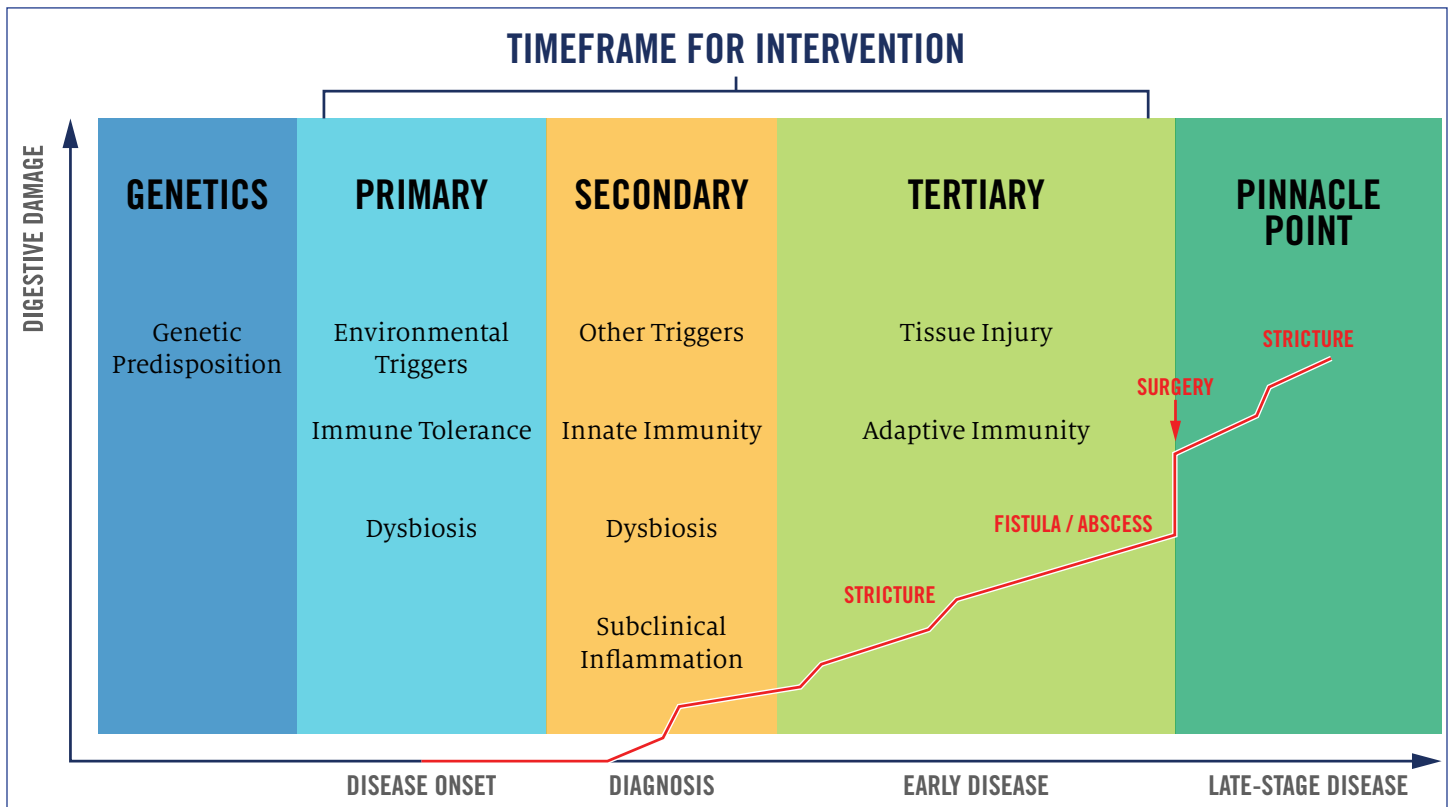 TIMEFRAME FOR INTERVENTION
DIGESTIVE DAMAGE
GENETICS
Genetic
Predisposition
PRIMARY
Environmental
Triggers
Immune Tolerance
Dysbiosis
SECONDARY
Other Triggers
Innate Immunity
Dysbiosis
Subclinical
Inflammation
TERTIARY
Tissue Injury
Adaptive Immunity
STRICTURE
FISTULA / ABSCESS
SURGERY
PINNACLE
POINT
STRICTURE
DISEASE ONSET
DIAGNOSIS
EARLY DISEASE
LATE-STAGE DISEASE